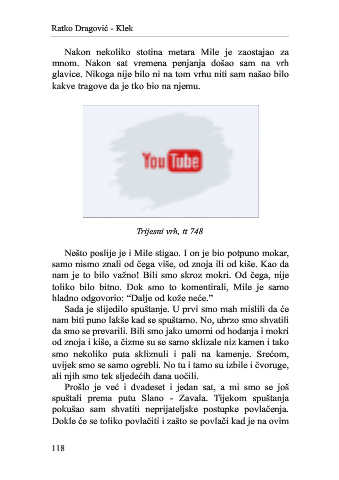 Ratko Dragović - Klek
Nakon nekoliko stotina metara Mile je zaostajao za
mnom. Nakon sat vremena penjanja došao sam na vrh
glavice. Nikoga nije bilo ni na tom vrhu niti sam našao bilo
kakve tragove da je tko bio na njemu.
YouTube
Trijesni vrh, tt 748
Nešto poslije je i Mile stigao. I on je bio potpuno mokar,
samo nismo znali od čega više, od znoja ili od kiše. Kao da
nam je to bilo važno! Bili smo skroz mokri. Od čega, nije
toliko bilo bitno. Dok smo to komentirali, Mile je samo
hladno odgovorio: “Dalje od kože neće.”
Sada je slijedilo spuštanje. U prvi smo mah mislili da će
nam biti puno lakše kad se spuštamo. No, ubrzo smo shvatili
da smo se prevarili. Bili smo jako umorni od hodanja i mokri
od znoja i kiše, a čizme su se samo sklizale niz kamen i tako
smo nekoliko puta skliznuli i pali na kamenje. Srećom,
uvijek smo se samo ogrebli. No tu i tamo su izbile i čvoruge,
ali njih smo tek sljedećih dana uočili.
Prošlo je već i dvadeset i jedan sat, a mi smo se još
spuštali prema putu Slano - Zavala. Tijekom spuštanja
pokušao sam shvatiti neprijateljske postupke povlačenja.
Dokle će se toliko povlačiti i zašto se povlači kad je na ovim
118